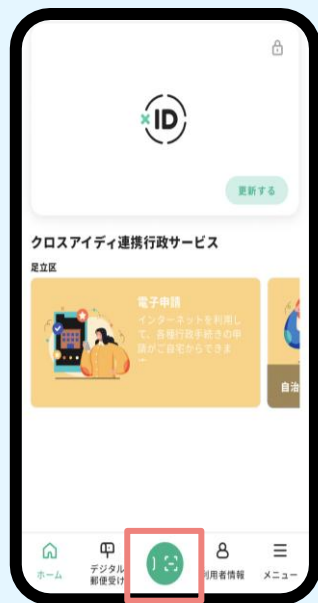 ×ID
更新する
クロスアイディ連携行政サービス
足立区
電子申請
インターネットを利用し
て、各種行政手続きの申
請がご自宅からできま
自治
ホーム
デジタル
郵便受け
利用者情報
メニュー